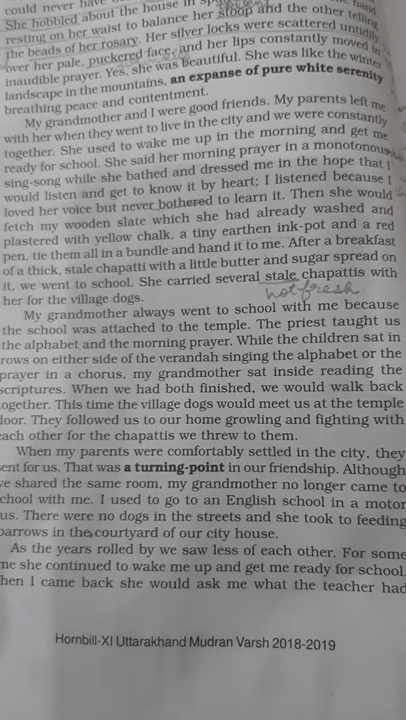 could never have
She hobbled about the house in
resting on her waist to balance her stoop and the other telling
the beads of her rosary. Her silver locks were scattered untidily
over her pale, puckered face, and her lips constantly moved in
inaudible prayer. Yes, she was beautiful. She was like the winter
landscape in the mountains, an expanse of pure white serenity
breathing peace and contentment.
My grandmother and I were good friends. My parents left me
with her when they went to live in the city and we were constantly
together. She used to wake me up in the morning and get me
ready for school. She said her morning prayer in a monotonous
sing-song while she bathed and dressed me in the hope that I
would listen and get to know it by heart; I listened because I
loved her voice but never bothered to learn it. Then she would
fetch my wooden slate which she had already washed and
plastered with yellow chalk, a tiny earthen ink-pot and a red
pen, tie them all in a bundle and hand it to me. After a breakfast
of a thick, stale chapatti with a little butter and sugar spread on
it, we went to school. She carried several stale chapattis with
her for the village dogs. not fresh
My grandmother always went to school with me because
the school was attached to the temple. The priest taught us
the alphabet and the morning prayer. While the children sat in
rows on either side of the verandah singing the alphabet or the
prayer in a chorus, my grandmother sat inside reading the
scriptures. When we had both finished, we would walk back
ogether. This time the village dogs would meet us at the temple
oor. They followed us to our home growling and fighting with
each other for the chapattis we threw to them.
When my parents were comfortably settled in the city, they
ent for us. That was a turning-point in our friendship. Although
e shared the same room, my grandmother no longer came to
chool with me. I used to go to an English school in a motor
us. There were no dogs in the streets and she took to feeding
parrows in the courtyard of our city house.
As the years rolled by we saw less of each other. For some
me she continued to wake me up and get me ready for school.
hen I came back she would ask me what the teacher had
Hornbill-XI Uttarakhand Mudran Varsh 2018-2019